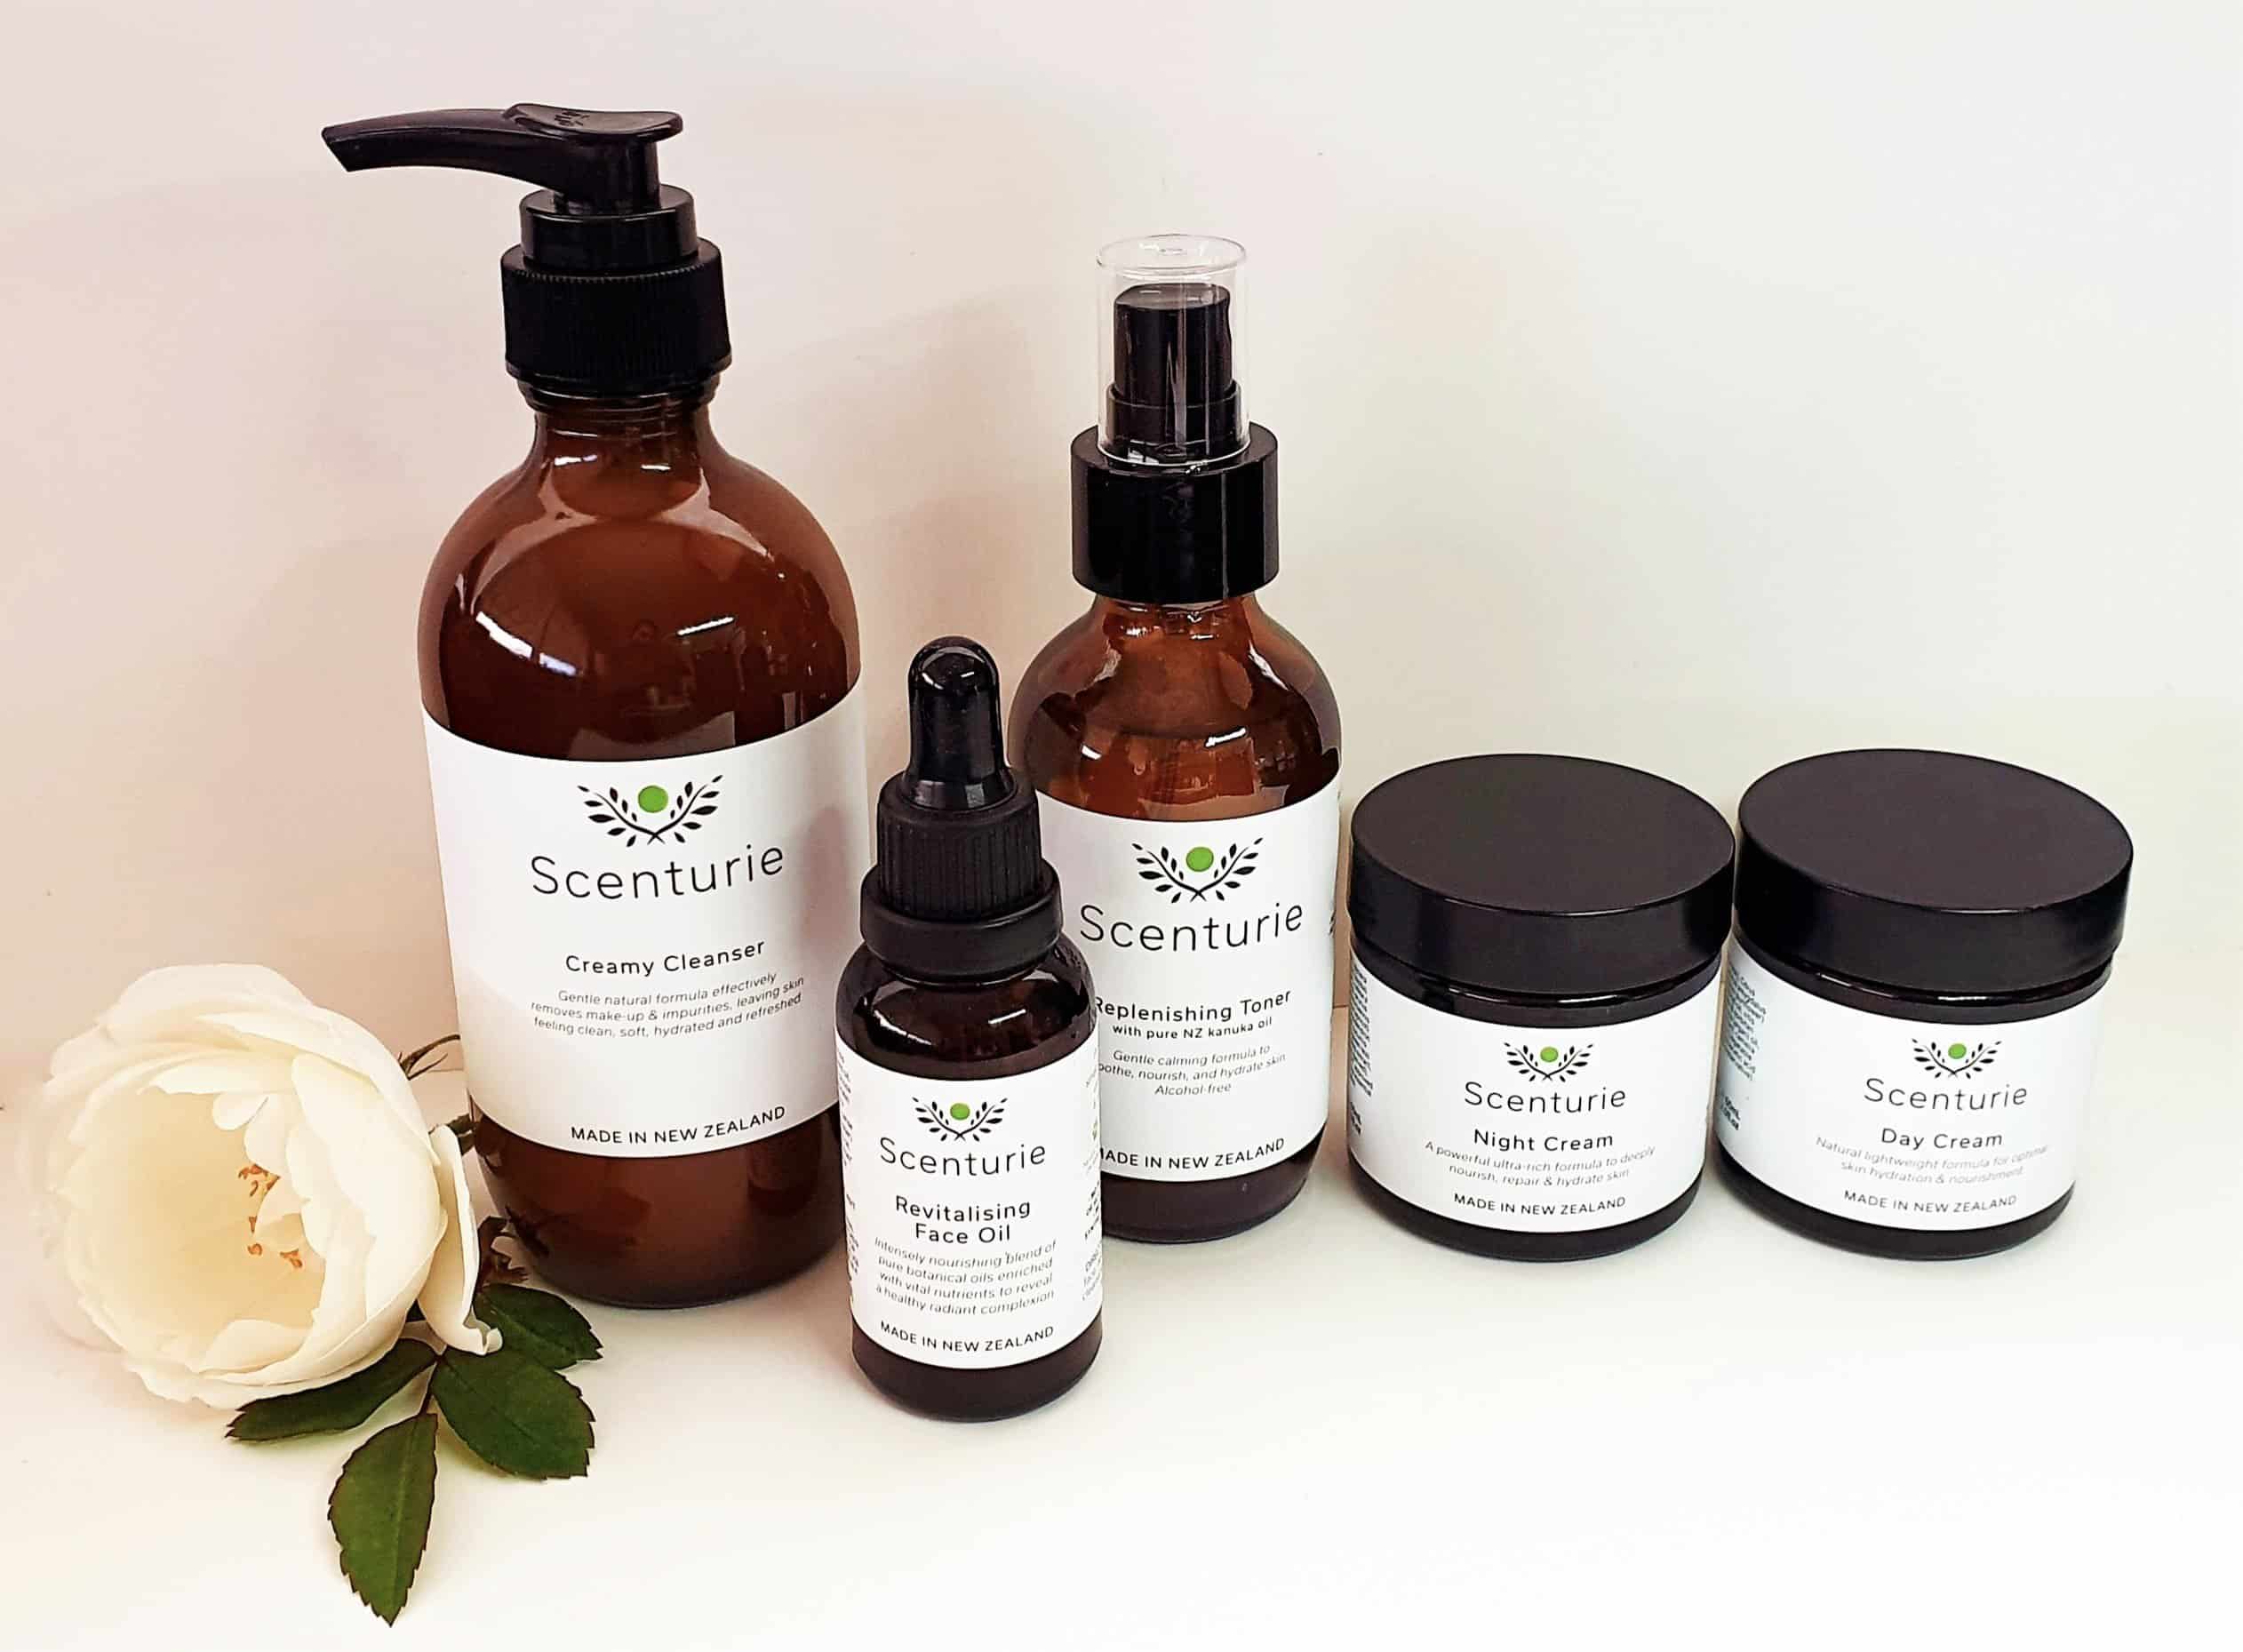 Scenturie
Creamy Cleanser
Gentle natural formula effectively
removes make-up & impurities, leaving skin
feeling clean, soft, hydrated and refreshed
MADE IN NEW ZEALAND
Scenturie
Revitalising
Face Oil
Intensely nourishing blend of
pure botanical oils enriched
with vital nutrients to reveal
a healthy radiant complexion
MADE IN NEW ZEALAND
Scenturie
Replenishing Toner
with pure NZ kanuka oil
Gentle calming formula to
nourish, and hydrate skin
Alcohol-free
MADE IN NEW ZEALAND
Scenturie
Night Cream
A powerful ultra-rich formula to deeply
nourish, repair & hydrate skin
MADE IN NEW ZEALAND
Scenturie
Day Cream
Natural lightweight formula for optimal
skin hydration & nourishment
MADE IN NEW ZEALAND